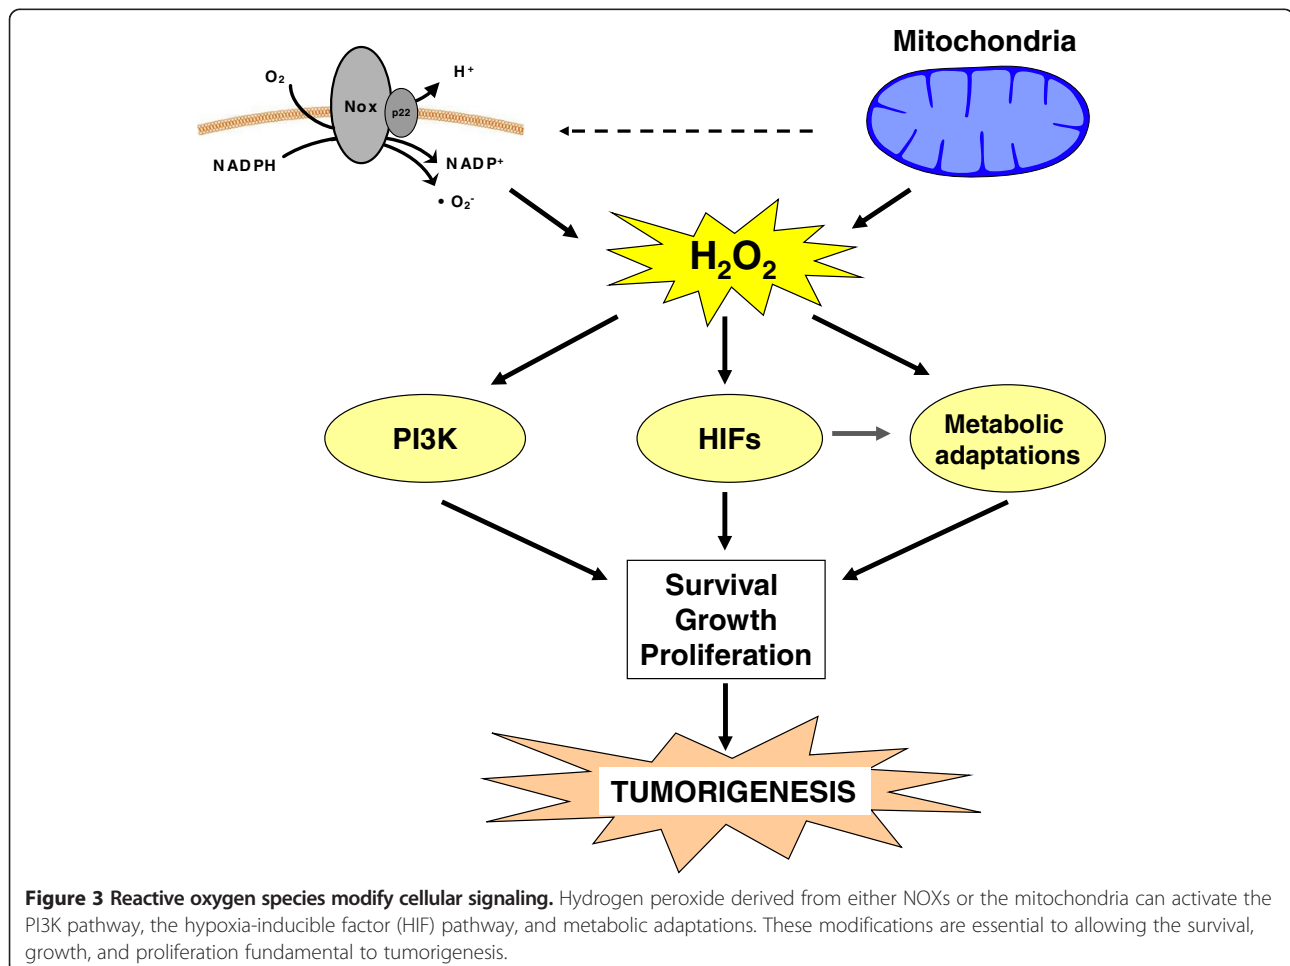 Mitochondria
O₂
H⁺
Nox
p22
NADPH
NADP⁺
• O₂⁻
H₂O₂
PI3K
HIFs
Metabolic
adaptations
Survival
Growth
Proliferation
TUMORIGENESIS
Figure 3 Reactive oxygen species modify cellular signaling. Hydrogen peroxide derived from either NOXs or the mitochondria can activate the
PI3K pathway, the hypoxia-inducible factor (HIF) pathway, and metabolic adaptations. These modifications are essential to allowing the survival,
growth, and proliferation fundamental to tumorigenesis.